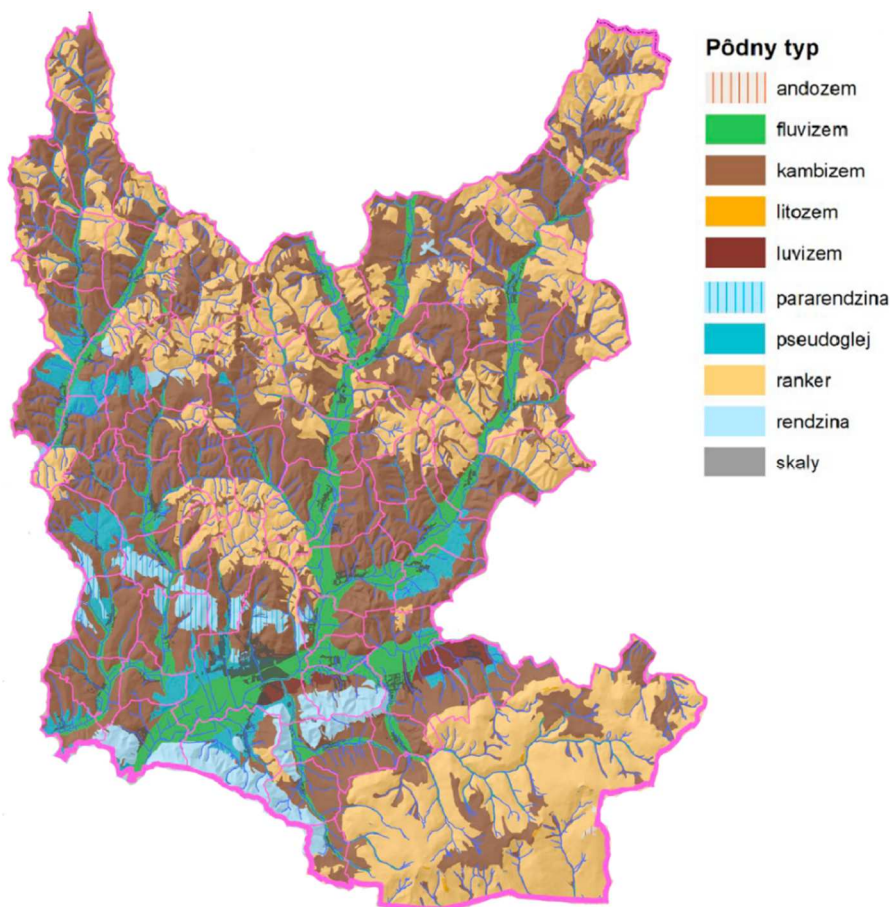 Pôdny typ
andozem
fluvizem
kambizem
litozem
luvizem
pararendzina
pseudoglej
ranker
rendzina
skaly